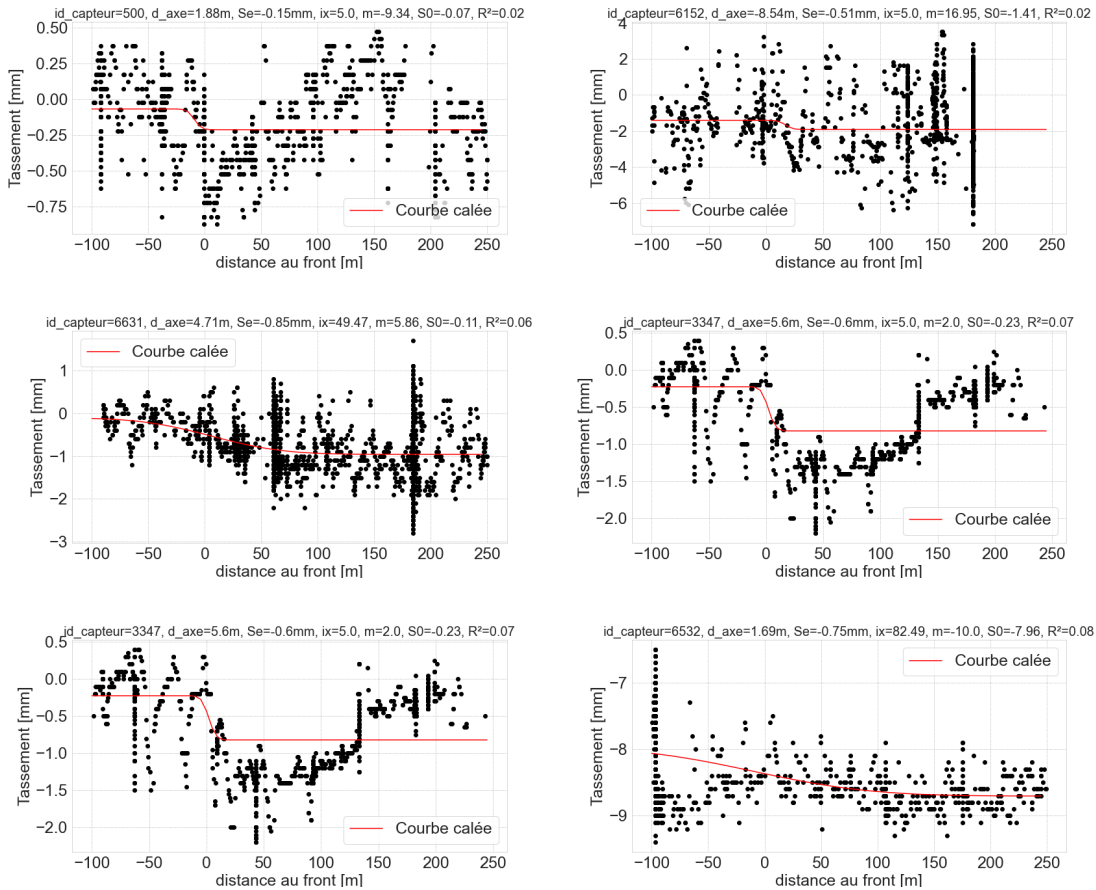 id_capteur=500, d_axe=1.88m, Se=-0.15mm, ix=5.0, m=-9.34, S0=-0.07, R²=0.02
0.50
0.25
0.00
−0.25
−0.50
−0.75
Tassement [mm]
Courbe calée
−100 −50 0 50 100 150 200 250
distance au front [m]
id_capteur=6152, d_axe=-8.54m, Se=-0.51mm, ix=5.0, m=16.95, S0=-1.41, R²=0.02
4
2
0
−2
−4
−6
Tassement [mm]
Courbe calée
−100 −50 0 50 100 150 200 250
distance au front [m]
id_capteur=6631, d_axe=4.71m, Se=-0.85mm, ix=49.47, m=5.86, S0=-0.11, R²=0.06
Courbe calée
1
0
−1
−2
−3
Tassement [mm]
−100 −50 0 50 100 150 200 250
distance au front [m]
id_capteur=3347, d_axe=5.6m, Se=-0.6mm, ix=5.0, m=2.0, S0=-0.23, R²=0.07
0.5
0.0
−0.5
−1.0
−1.5
−2.0
Tassement [mm]
Courbe calée
−100 −50 0 50 100 150 200 250
distance au front [m]
id_capteur=3347, d_axe=5.6m, Se=-0.6mm, ix=5.0, m=2.0, S0=-0.23, R²=0.07
0.5
0.0
−0.5
−1.0
−1.5
−2.0
Tassement [mm]
Courbe calée
−100 −50 0 50 100 150 200 250
distance au front [m]
id_capteur=6532, d_axe=1.69m, Se=-0.75mm, ix=82.49, m=-10.0, S0=-7.96, R²=0.08
Courbe calée
−7
−8
−9
Tassement [mm]
−100 −50 0 50 100 150 200 250
distance au front [m]